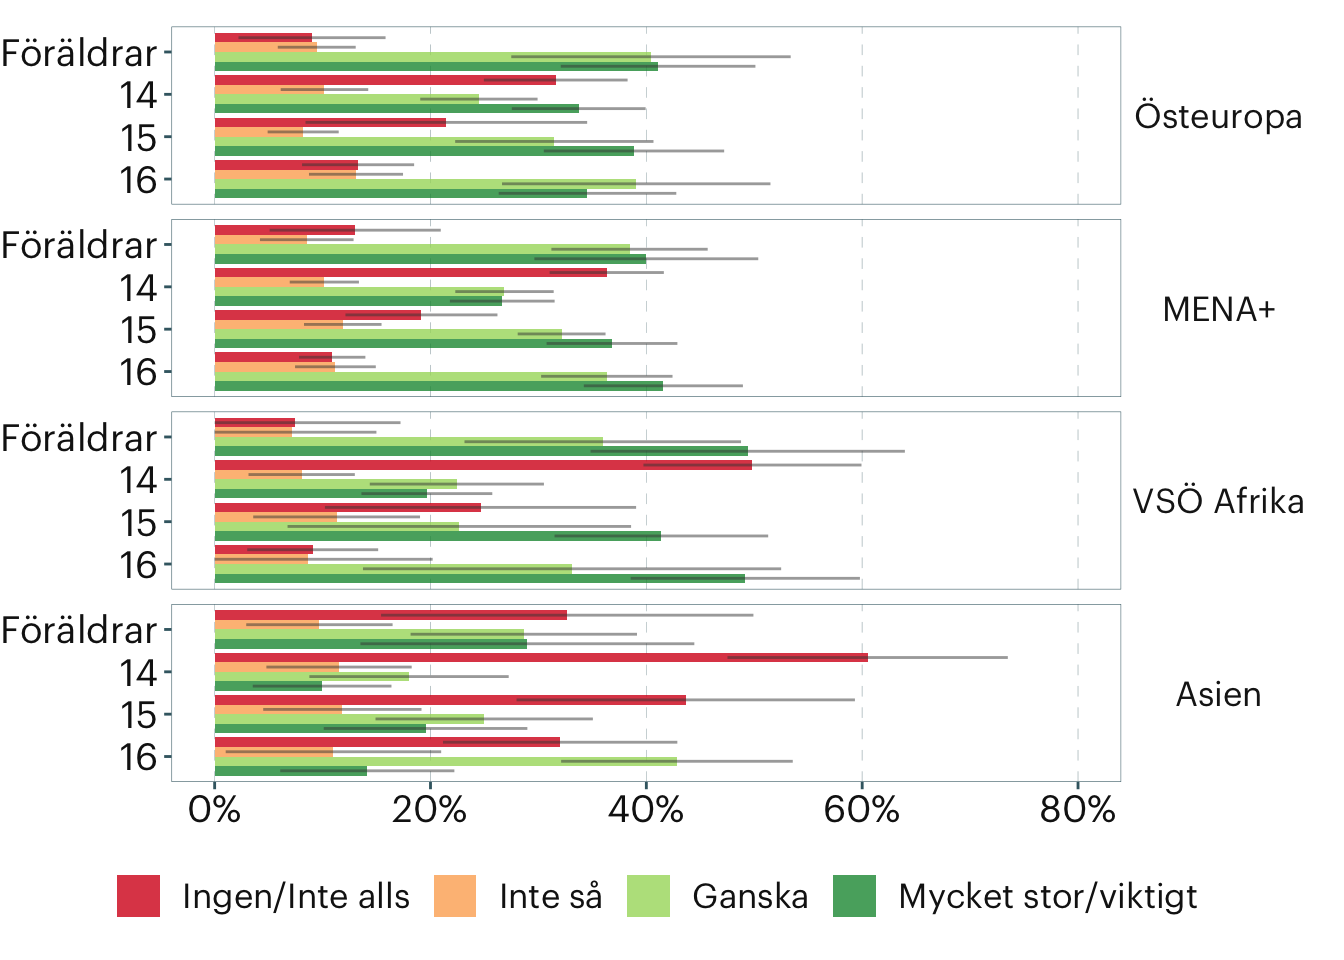 Föräldrar
14
15
16
Östeuropa
Föräldrar
14
15
16
MENA+
Föräldrar
14
15
16
VSÖ Afrika
Föräldrar
14
15
16
Asien
0% 20% 40% 60% 80%
Ingen/Inte alls Inte så Ganska Mycket stor/viktigt